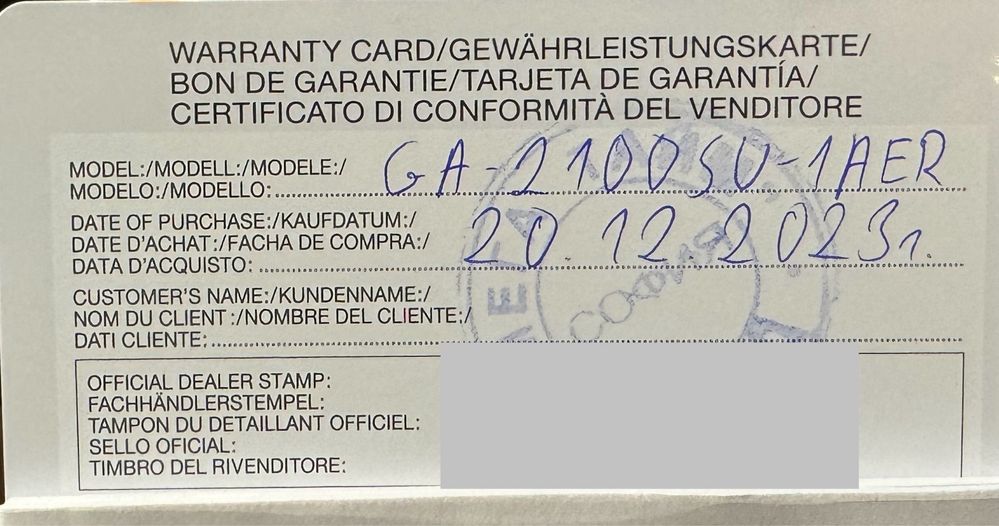 WARRANTY CARD/GEWÄHRLEISTUNGSKARTE/
BON DE GARANTIE/TARJETA DE GARANTÍA/
CERTIFICATO DI CONFORMITÀ DEL VENDITORE
MODEL:/MODELL:/MODELE:/
MODELO:/MODELLO: GA-2100SU-1AER
DATE OF PURCHASE:/KAUFDATUM:/
DATE D'ACHAT:/FACHA DE COMPRA:/
DATA D'ACQUISTO: 20.12.2023г.
CUSTOMER'S NAME:/KUNDENNAME:/
NOM DU CLIENT :/NOMBRE DEL CLIENTE:/
DATI CLIENTE:
СОФИЯ
OFFICIAL DEALER STAMP:
FACHHÄNDLERSTEMPEL:
TAMPON DU DETAILLANT OFFICIEL:
SELLO OFICIAL:
TIMBRO DEL RIVENDITORE: